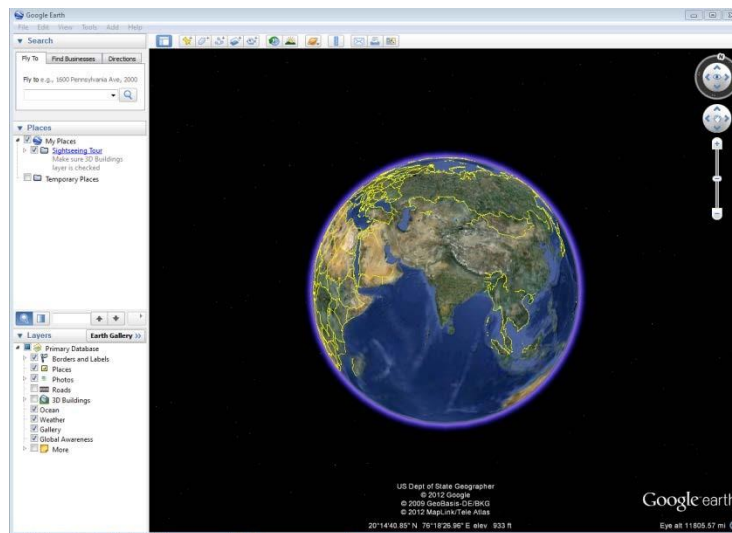 Google Earth
File Edit View Tools Add Help
Search
Fly To Find Businesses Directions
Fly to e.g., 1600 Pennsylvania Ave, 2000
Places
My Places
Sightseeing Tour
Make sure 3D Buildings
layer is checked
Temporary Places
Layers Earth Gallery >>
Primary Database
Borders and Labels
Places
Photos
Roads
3D Buildings
Ocean
Weather
Gallery
Global Awareness
More
N
US Dept of State Geographer
© 2012 Google
© 2009 GeoBasis-DE/BKG
© 2012 MapLink/Tele Atlas
Google earth
20°14'40.85" N 76°18'26.96" E elev 933 ft
Eye alt 11805.57 mi